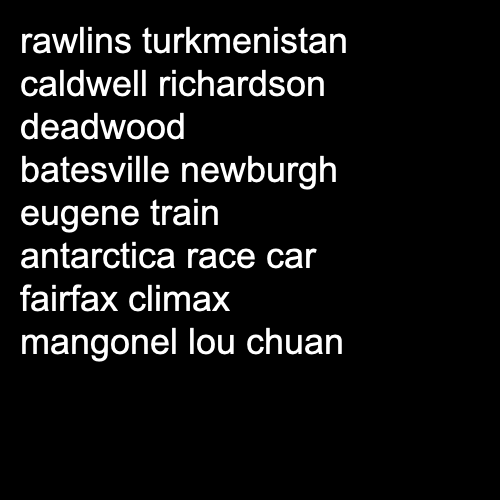 rawlins turkmenistan
caldwell richardson
deadwood
batesville newburgh
eugene train
antarctica race car
fairfax climax
mangonel lou chuan